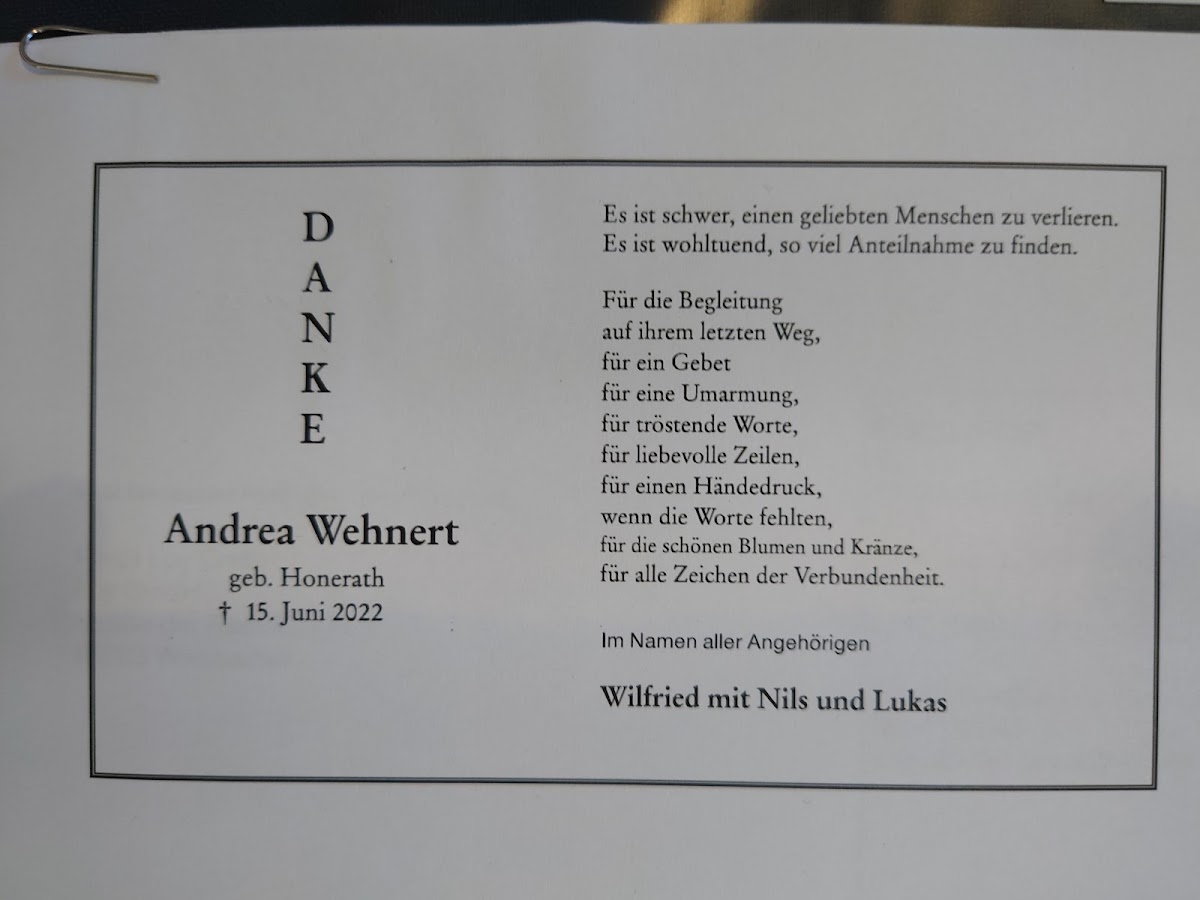 D
A
N
K
E
Andrea Wehnert
geb. Honerath
† 15. Juni 2022
Es ist schwer, einen geliebten Menschen zu verlieren.
Es ist wohltuend, so viel Anteilnahme zu finden.
Für die Begleitung
auf ihrem letzten Weg,
für ein Gebet
für eine Umarmung,
für tröstende Worte,
für liebevolle Zeilen,
für einen Händedruck,
wenn die Worte fehlten,
für die schönen Blumen und Kränze,
für alle Zeichen der Verbundenheit.
Im Namen aller Angehörigen
Wilfried mit Nils und Lukas